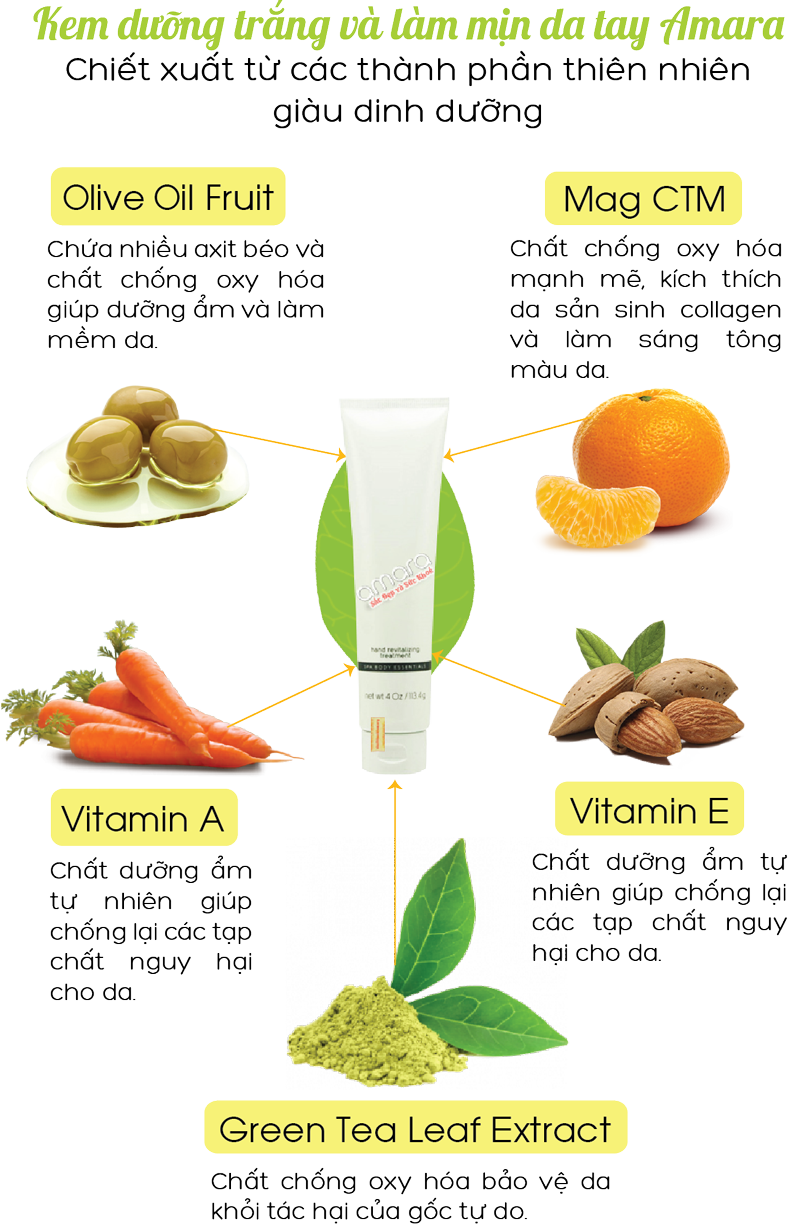 Kem dưỡng trắng và làm mịn da tay Amara
Chiết xuất từ các thành phần thiên nhiên
giàu dinh dưỡng
Olive Oil Fruit
Chứa nhiều axit béo và
chất chống oxy hóa
giúp dưỡng ẩm và làm
mềm da.
Mag CTM
Chất chống oxy hóa
mạnh mẽ, kích thích
da sản sinh collagen
và làm sáng tông
màu da.
amara
Sắc Đẹp và Sức Khoẻ
hand revitalizing
treatment
SPA BODY ESSENTIALS
net wt 4 Oz / 113.4g
Vitamin A
Chất dưỡng ẩm
tự nhiên giúp
chống lại các tạp
chất nguy hại
cho da.
Vitamin E
Chất dưỡng ẩm tự
nhiên giúp chống lại
các tạp chất nguy
hại cho da.
Green Tea Leaf Extract
Chất chống oxy hóa bảo vệ da
khỏi tác hại của gốc tự do.